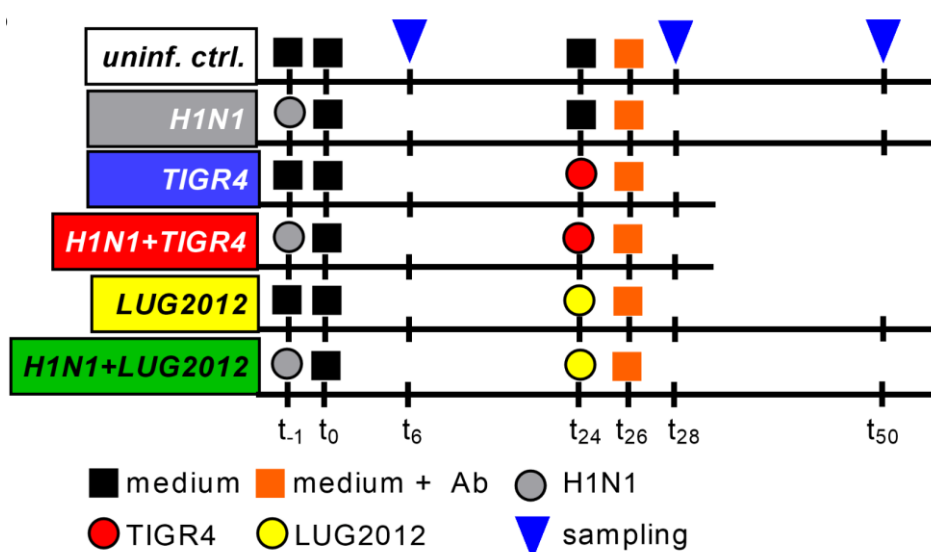 uninf. ctrl.
H1N1
TIGR4
H1N1+TIGR4
LUG2012
H1N1+LUG2012
t-1 t0 t6 t24 t26 t28 t50
medium medium + Ab H1N1
TIGR4 LUG2012 sampling